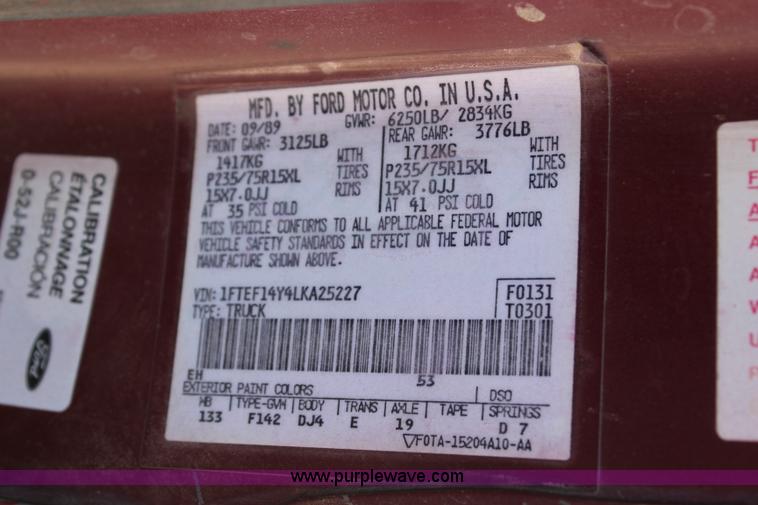 MFD. BY FORD MOTOR CO. IN U.S.A.
DATE: 09/89 GVWR: 6250LB/ 2834KG
FRONT GAWR: 3125LB REAR GAWR: 3776LB
1417KG WITH 1712KG WITH
P235/75R15XL TIRES P235/75R15XL TIRES
15X7.0JJ RIMS 15X7.0JJ RIMS
AT 35 PSI COLD AT 41 PSI COLD
THIS VEHICLE CONFORMS TO ALL APPLICABLE FEDERAL MOTOR
VEHICLE SAFETY STANDARDS IN EFFECT ON THE DATE OF
MANUFACTURE SHOWN ABOVE.
VIN: 1FTEF14Y4LKA25227 F0131
TYPE: TRUCK T0301
EH 53
EXTERIOR PAINT COLORS DSO
WB TYPE-GVW BODY TRANS AXLE TAPE SPRINGS
133 F142 DJ4 E 19 D 7
F0TA-15204A10-AA
CALIBRATION
ÉTALONNAGE
CALIBRACIÓN
0-52J-R00
Ford
www.purplewave.com